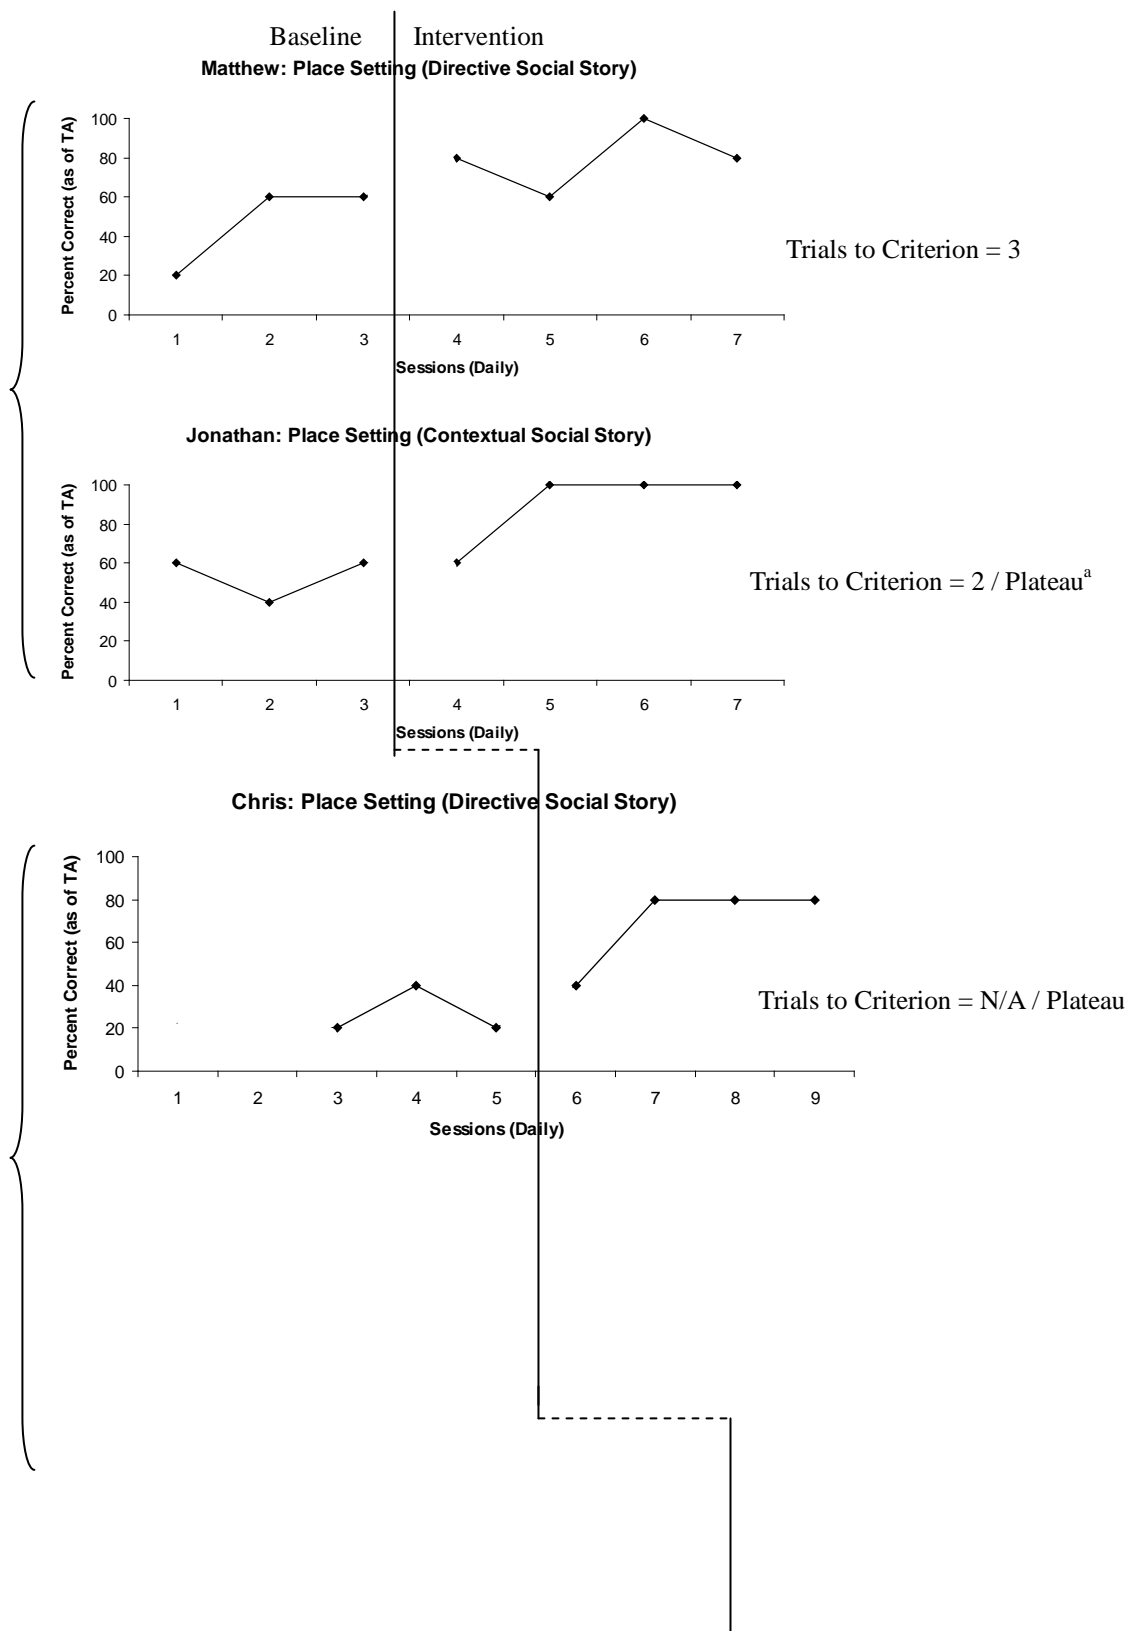 Baseline Intervention
Matthew: Place Setting (Directive Social Story)
Percent Correct (as of TA)
100
80
60
40
20
0
1 2 3 4 5 6 7
Sessions (Daily)
Trials to Criterion = 3
Jonathan: Place Setting (Contextual Social Story)
Percent Correct (as of TA)
100
80
60
40
20
0
1 2 3 4 5 6 7
Sessions (Daily)
Trials to Criterion = 2 / Plateauᵃ
Chris: Place Setting (Directive Social Story)
Percent Correct (as of TA)
100
80
60
40
20
0
1 2 3 4 5 6 7 8 9
Sessions (Daily)
Trials to Criterion = N/A / Plateau